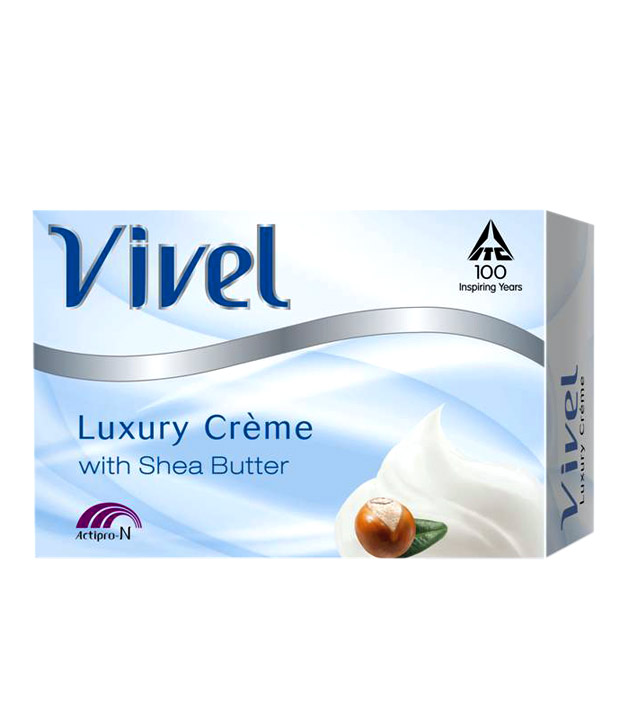 Vivel
ITC
100
Inspiring Years
Luxury Crème
with Shea Butter
Actipro-N
Vivel
Luxury Crème